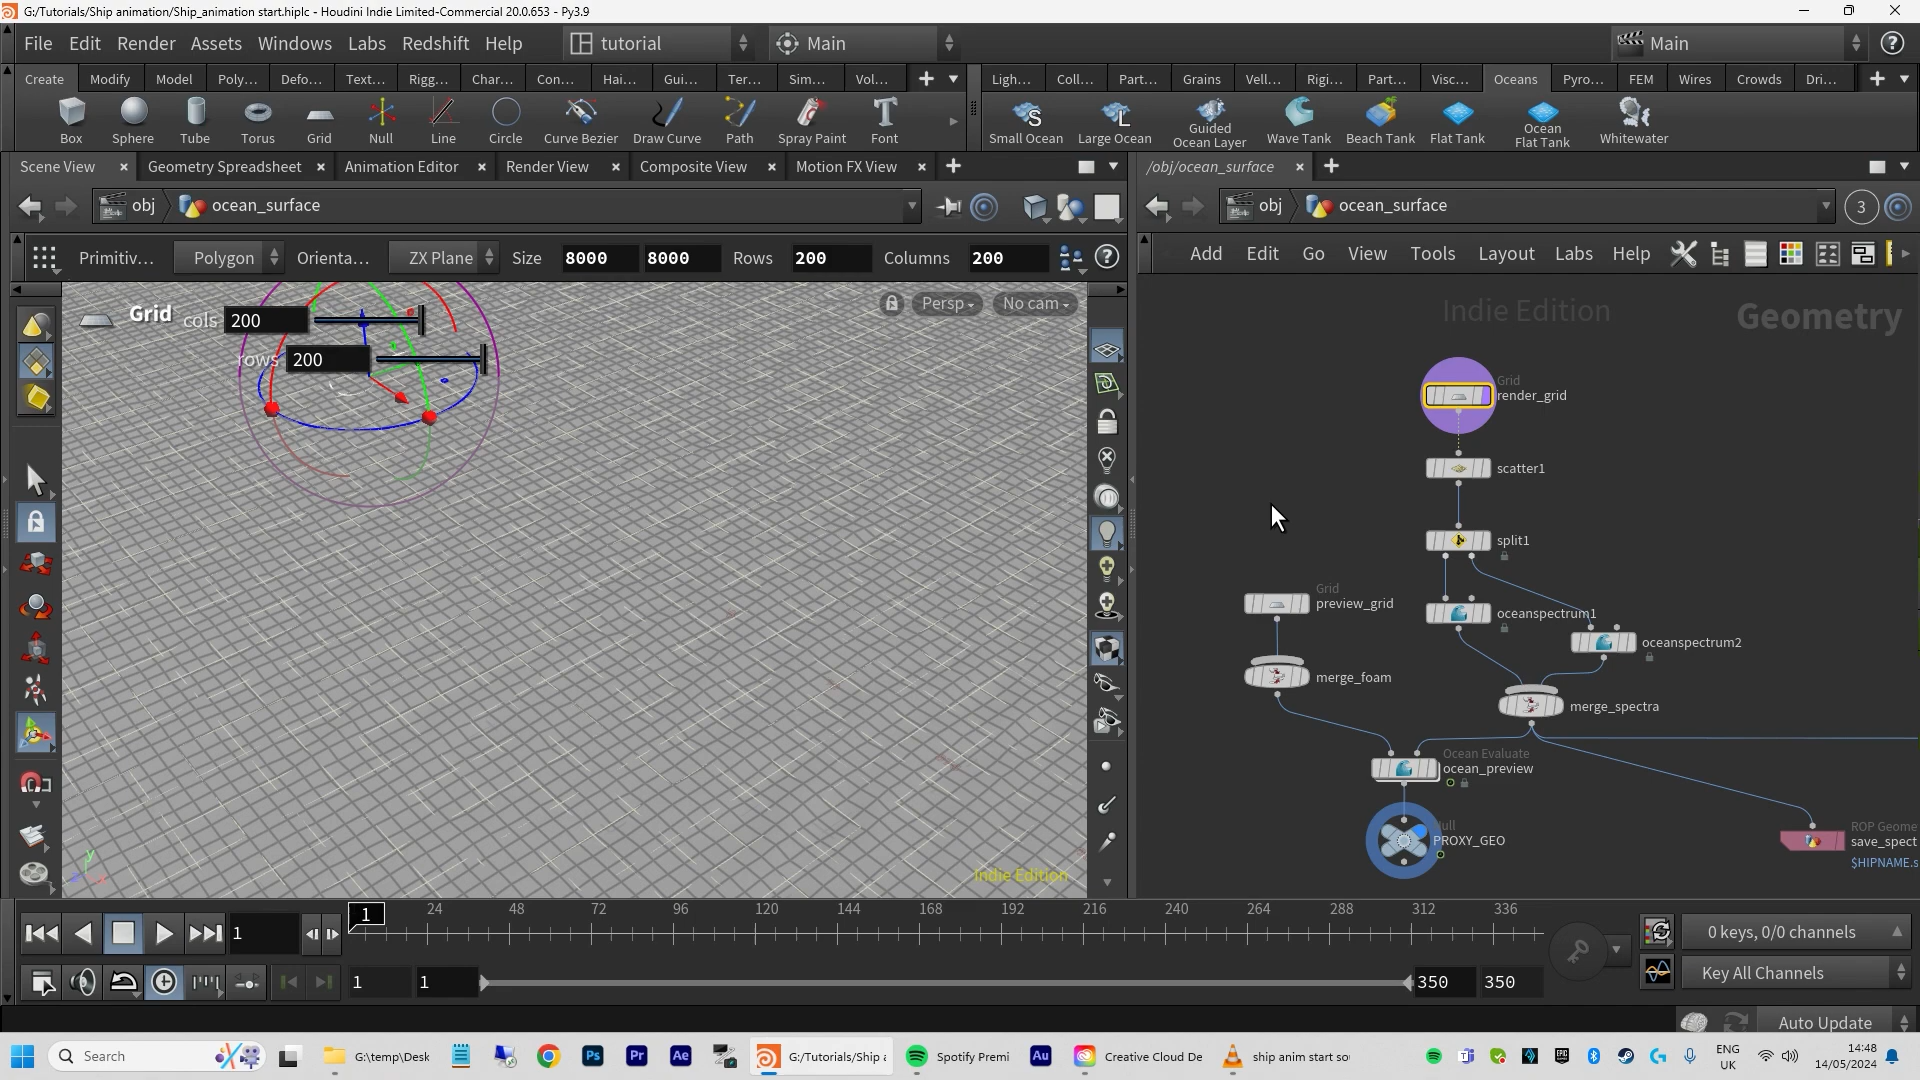 G:/Tutorials/Ship animation/Ship_animation start.hiplc - Houdini Indie Limited-Commercial 20.0.653 - Py3.9
File Edit Render Assets Windows Labs Redshift Help tutorial Main Main
Create Modify Model Poly... Defo... Text... Rigg... Char... Con... Hai... Gui... Ter... Sim... Vol...
Ligh... Coll... Part... Grains Vell... Rigi... Part... Visc... Oceans Pyro... FEM Wires Crowds Dri...
Box Sphere Tube Torus Grid Null Line Circle Curve Bezier Draw Curve Path Spray Paint Font
Small Ocean Large Ocean Guided Ocean Layer Wave Tank Beach Tank Flat Tank Ocean Flat Tank Whitewater
Scene View Geometry Spreadsheet Animation Editor Render View Composite View Motion FX View
/obj/ocean_surface
obj ocean_surface
obj ocean_surface 3
Primitiv... Polygon Orienta... ZX Plane Size 8000 8000 Rows 200 Columns 200
Add Edit Go View Tools Layout Labs Help
Grid cols 200
rows 200
Persp No cam
Indie Edition
Geometry
Grid
render_grid
scatter1
split1
Grid
preview_grid
oceanspectrum1
oceanspectrum2
merge_foam
merge_spectra
Ocean Evaluate
ocean_preview
PROXY_GEO
ROP Geome
save_spect
$HIPNAME.s
Indie Edition
1 24 48 72 96 120 144 168 192 216 240 264 288 312 336
1
0 keys, 0/0 channels
1 1 350 350
Key All Channels
Auto Update
Search
G:\temp\Desk
Ps Pr Ae
G:/Tutorials/Ship a
Spotify Premi
Au
Creative Cloud De
ship anim start so
ENG
UK
14:48
14/05/2024